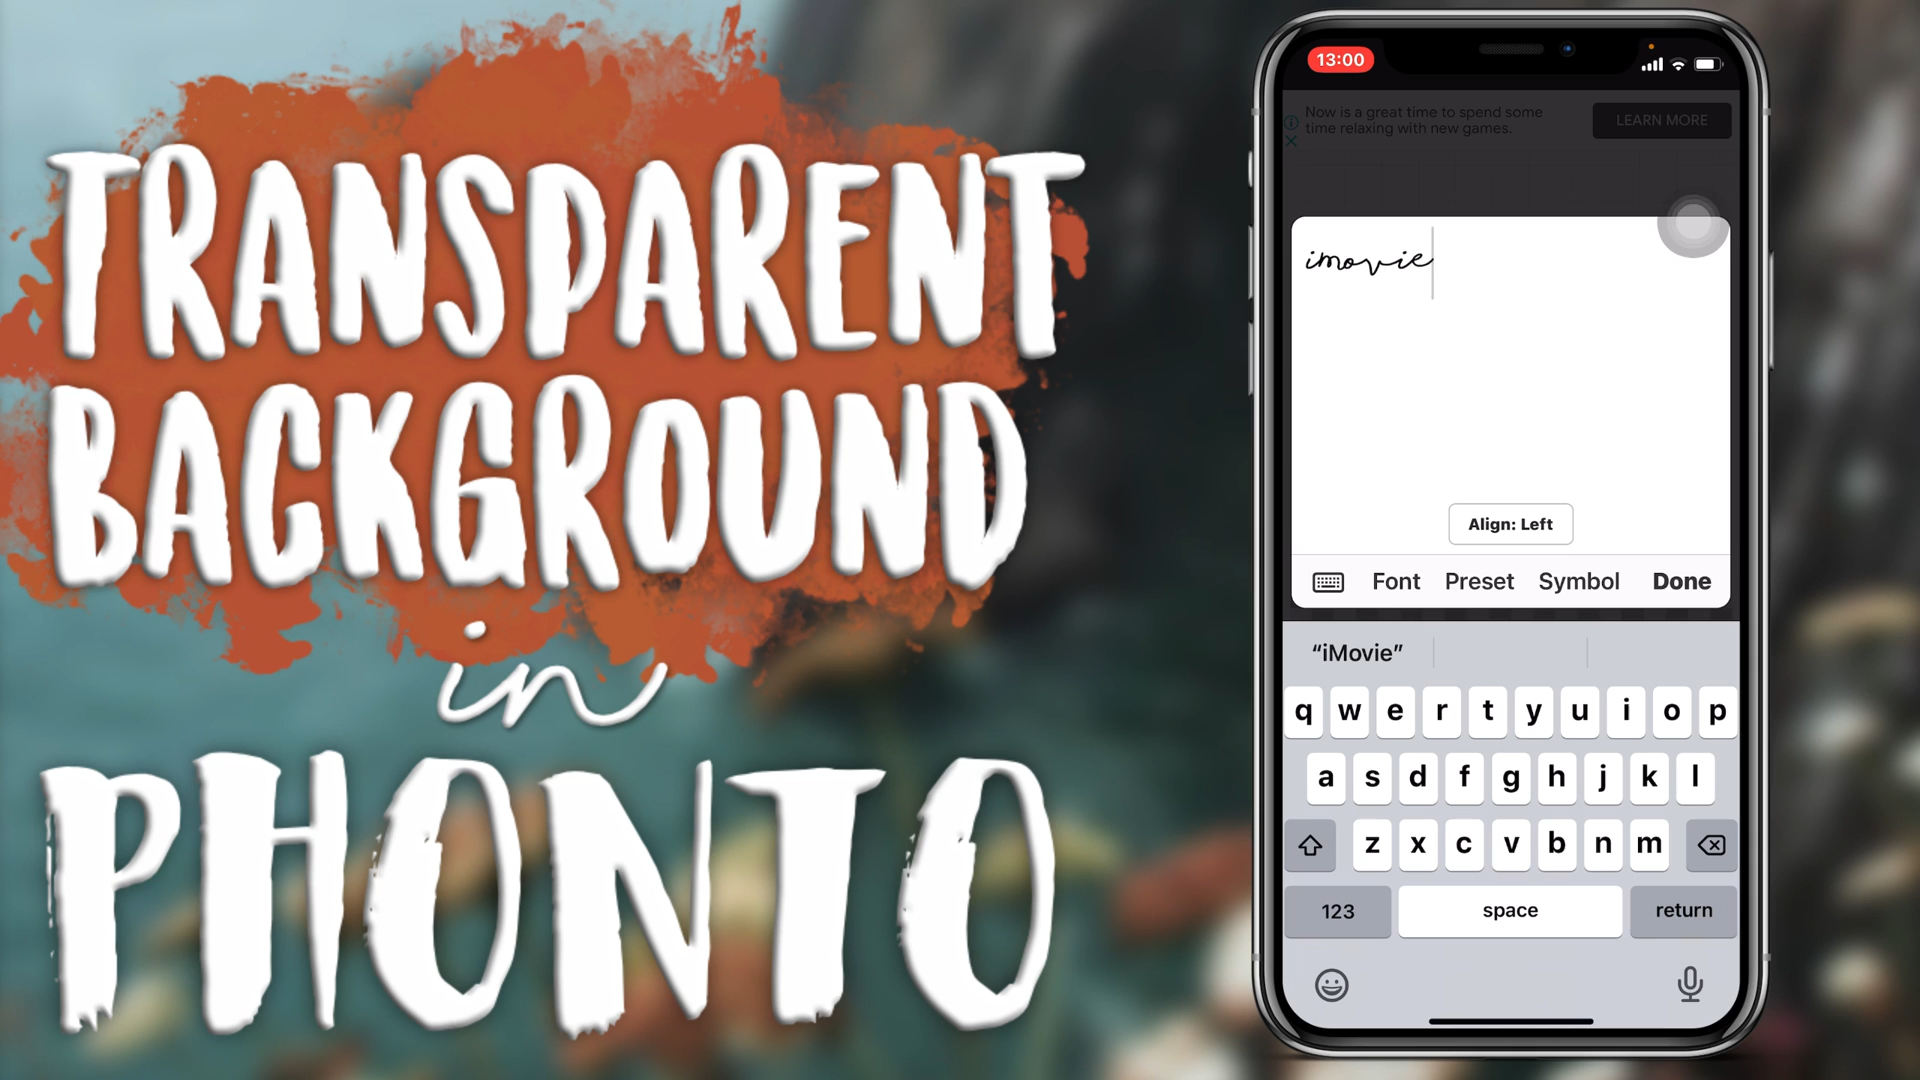 TRANSPARENT
BACKGROUND
in
PHONTO
13:00
Now is a great time to spend some
time relaxing with new games.
LEARN MORE
imovie
Align: Left
Font Preset Symbol Done
“iMovie”
q w e r t y u i o p
a s d f g h j k l
z x c v b n m
123 space return